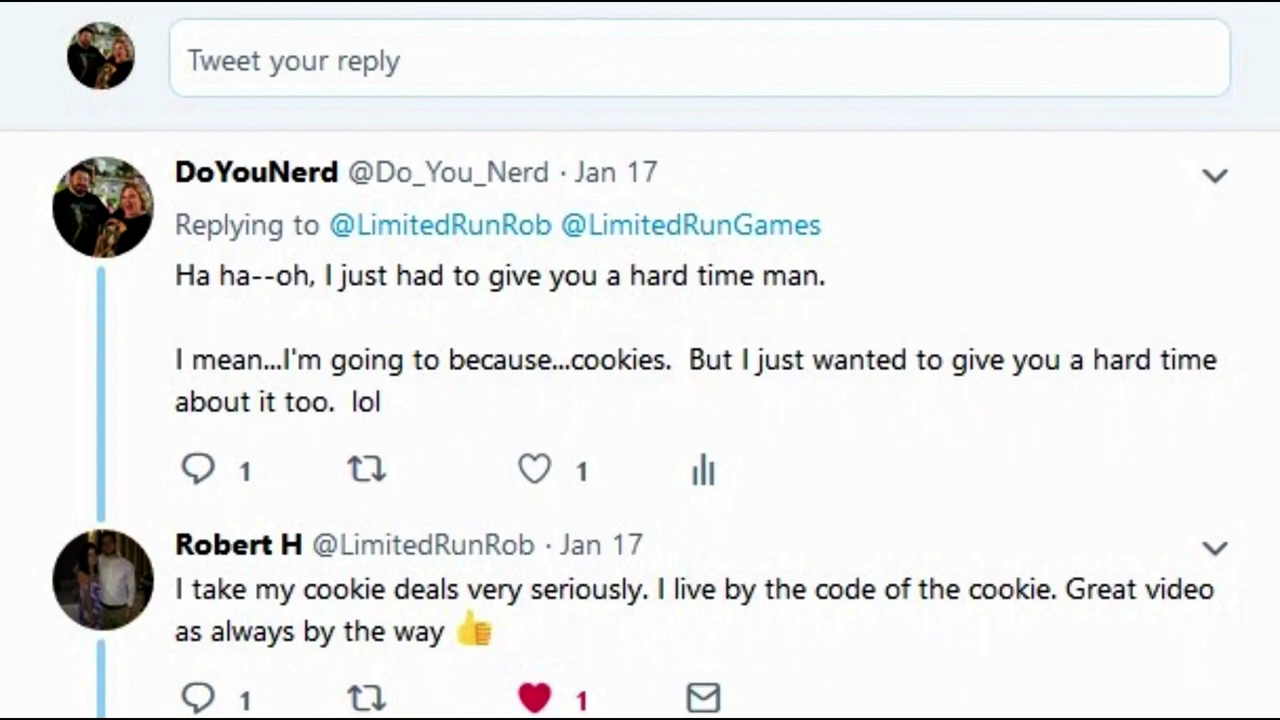 Tweet your reply
DoYouNerd @Do_You_Nerd · Jan 17
Replying to @LimitedRunRob @LimitedRunGames
Ha ha--oh, I just had to give you a hard time man.
I mean...I'm going to because...cookies.  But I just wanted to give you a hard time
about it too.  lol
1 1
Robert H @LimitedRunRob · Jan 17
I take my cookie deals very seriously. I live by the code of the cookie. Great video
as always by the way 👍
1 1